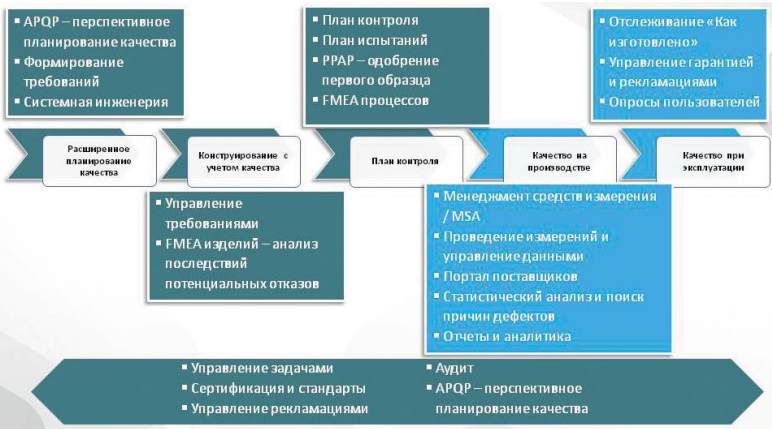 ▪ APQP – перспективное
планирование качества
▪ Формирование
требований
▪ Системная инженерия
▪ План контроля
▪ План испытаний
▪ PPAP – одобрение
первого образца
▪ FMEA процессов
▪ Отслеживание «Как
изготовлено»
▪ Управление гарантией
и рекламациями
▪ Опросы пользователей
Расширенное
планирование
качества
Конструирование с
учетом качества
План контроля
Качество на
производстве
Качество при
эксплуатации
▪ Управление
требованиями
▪ FMEA изделий – анализ
последствий
потенциальных отказов
▪ Менеджмент средств измерения
/ MSA
▪ Проведение измерений и
управление данными
▪ Портал поставщиков
▪ Статистический анализ и поиск
причин дефектов
▪ Отчеты и аналитика
▪ Управление задачами
▪ Сертификация и стандарты
▪ Управление рекламациями
▪ Аудит
▪ APQP – перспективное
планирование качества